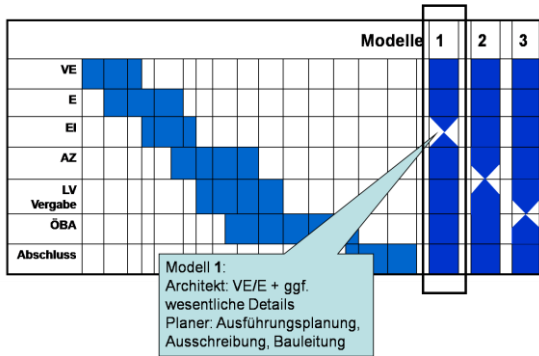 Modelle 1 2 3
VE
E
EI
AZ
LV
Vergabe
ÖBA
Abschluss
Modell 1:
Architekt: VE/E + ggf.
wesentliche Details
Planer: Ausführungsplanung,
Ausschreibung, Bauleitung